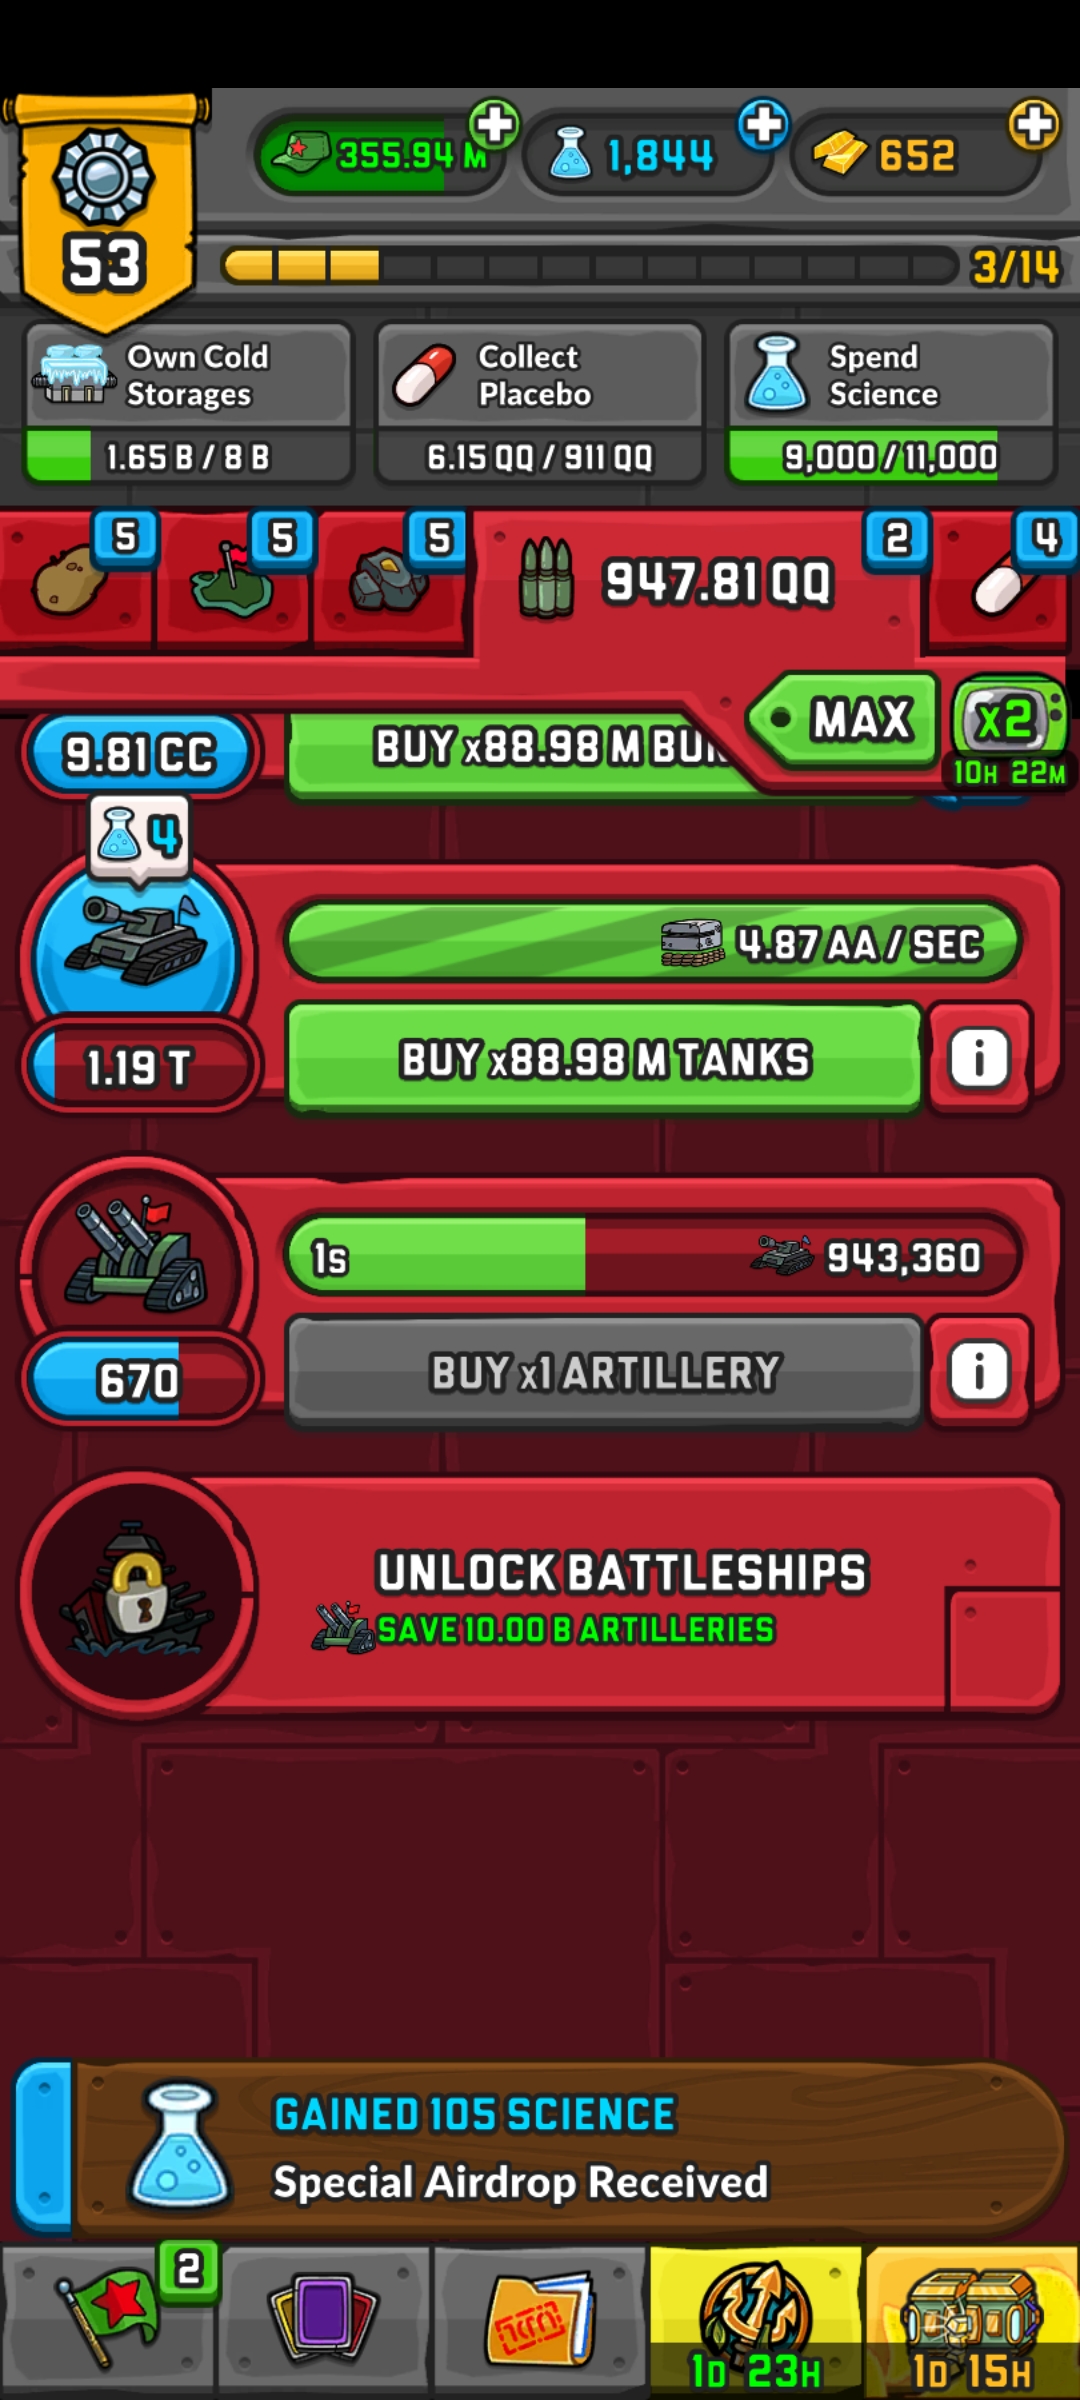 355.94 M
1,844
652
53
3/14
Own Cold
Storages
1.65 B / 8 B
Collect
Placebo
6.15 QQ / 911 QQ
Spend
Science
9,000 / 11,000
5
5
5
947.81 QQ
2
4
MAX
x2
10H 22M
9.81 CC
BUY x88.98 M
4
4.87 AA / SEC
1.19 T
BUY x88.98 M TANKS
i
1s
943,360
670
BUY x1 ARTILLERY
i
UNLOCK BATTLESHIPS
SAVE 10.00 B ARTILLERIES
GAINED 105 SCIENCE
Special Airdrop Received
2
1D 23H
1D 15H